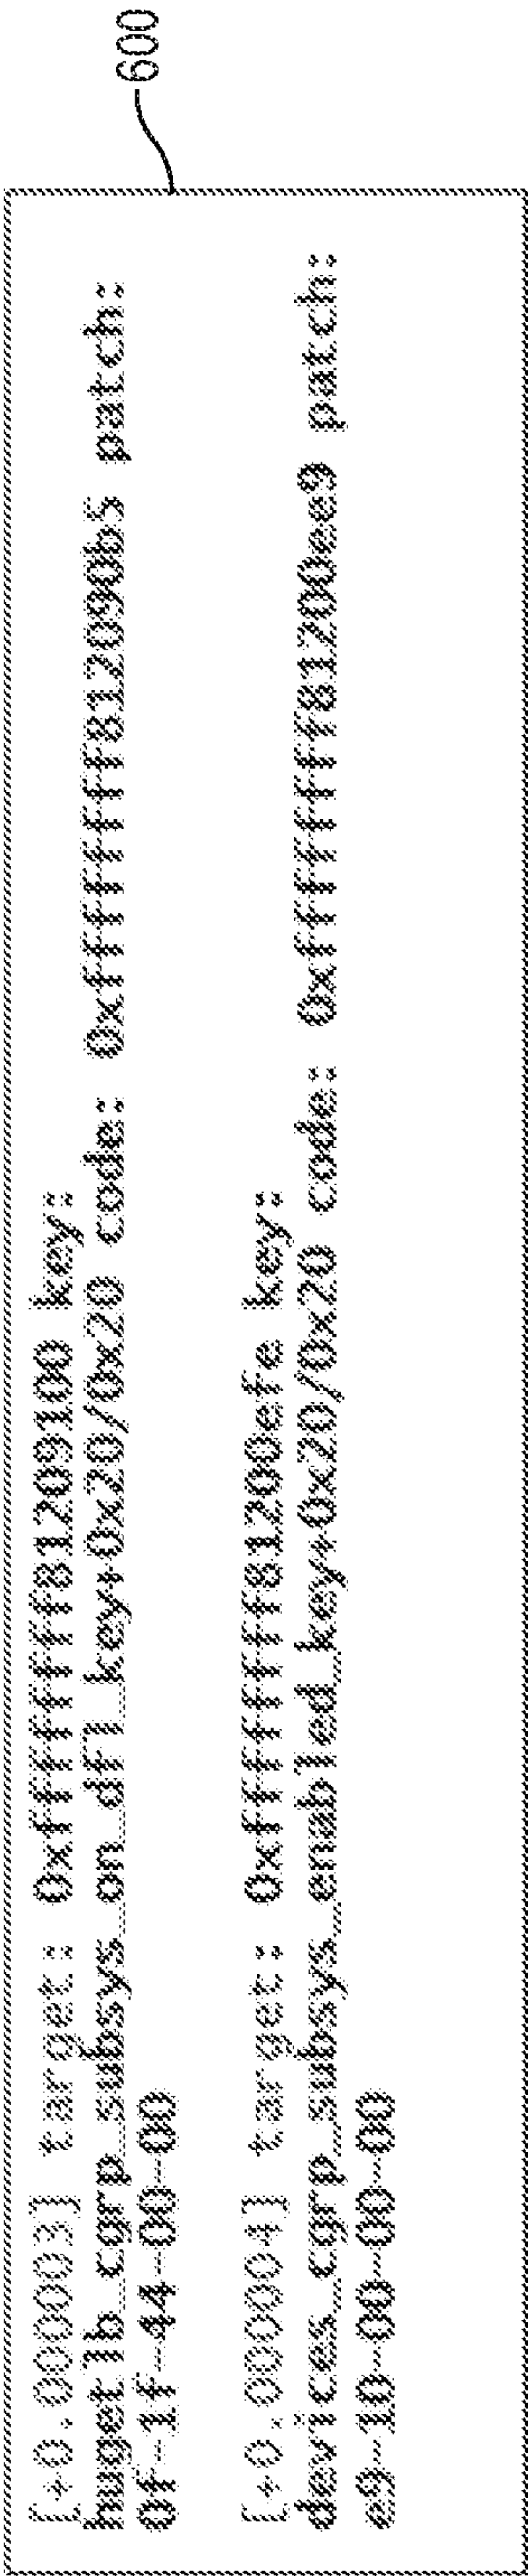 [+0.000003] target: 0xffffffff81209100 key:
hugetlb_cgrp_subsys_on_dfl_key+0x20/0x20 code: 0xffffffff812090b5 patch:
0f-1f-44-00-00
[+0.000004] target: 0xffffffff81200efe key:
devices_cgrp_subsys_enabled_key+0x20/0x20 code: 0xffffffff81200ee9 patch:
e9-10-00-00-00
600